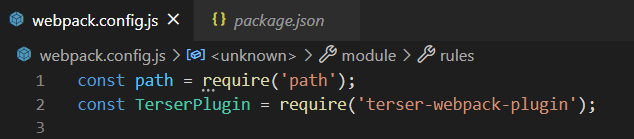 webpack.config.js × {} package.json
webpack.config.js > <unknown> > module > rules
1 const path = require('path');
2 const TerserPlugin = require('terser-webpack-plugin');
3